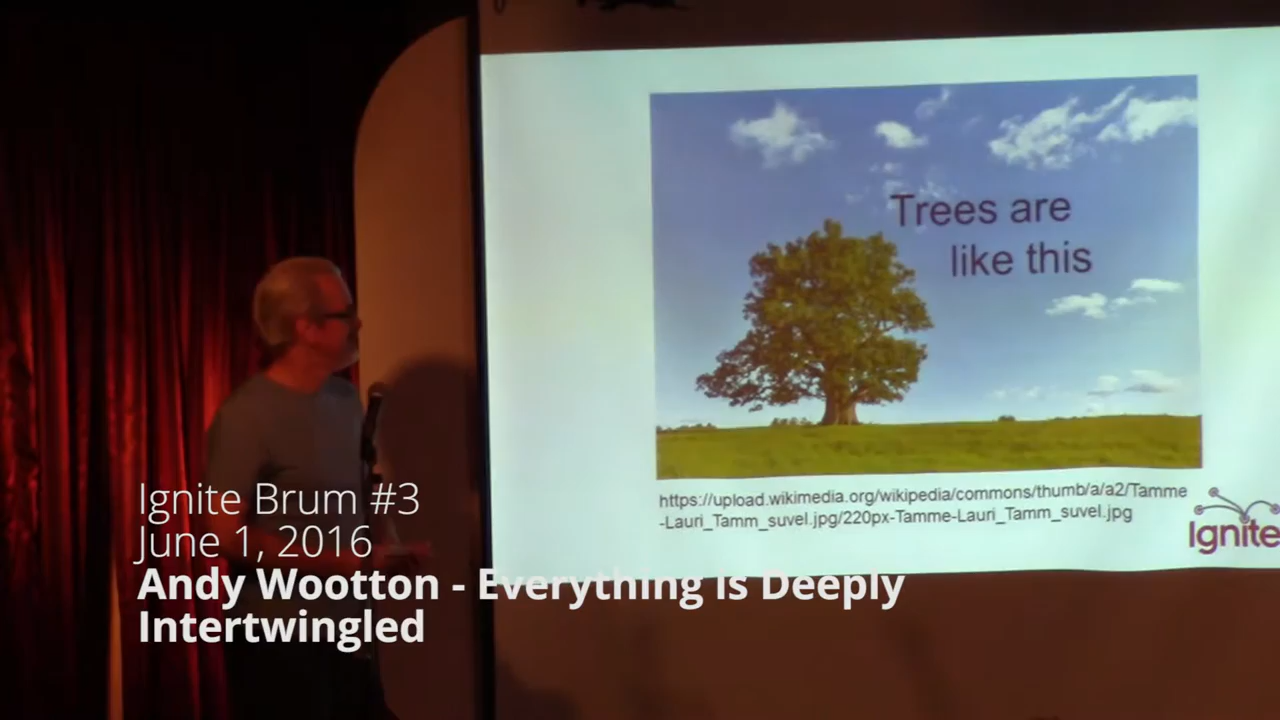 Trees are
like this
https://upload.wikimedia.org/wikipedia/commons/thumb/a/a2/Tamme
-Lauri_Tamm_suvel.jpg/220px-Tamme-Lauri_Tamm_suvel.jpg
Ignite
Ignite Brum #3
June 1, 2016
Andy Wootton - Everything Is Deeply
Intertwingled